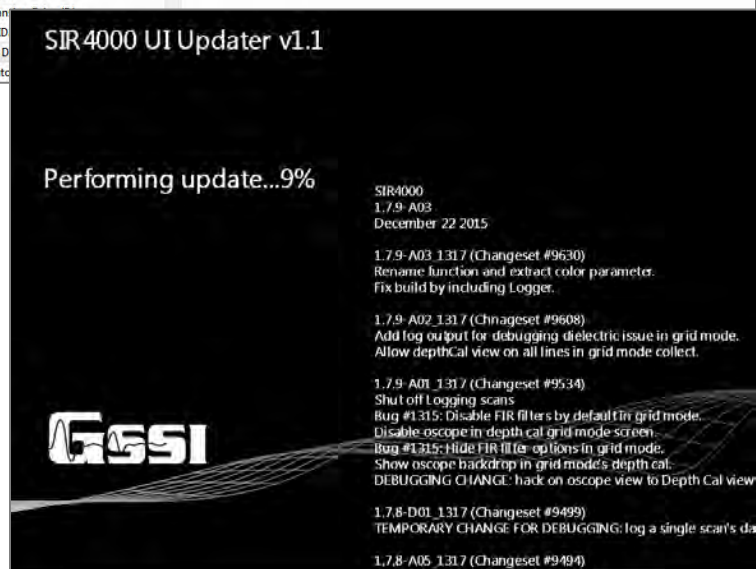 SIR4000 UI Updater v1.1
Performing update...9%
SIR4000
1.7.9-A03
December 22 2015
1.7.9-A03_1317 (Changeset #9630)
Rename function and extract color parameter.
Fix build by including Logger.
1.7.9-A02_1317 (Chnageset #9608)
Add log output for debugging dielectric issue in grid mode.
Allow depthCal view on all lines in grid mode collect.
1.7.9-A01_1317 (Changeset #9534)
Shut off Logging scans
Bug #1315: Disable FIR filters by default in grid mode.
Disable oscope in depth cal grid mode screen.
Bug #1315: Hide FIR filter options in grid mode.
Show oscope backdrop in grid mode's depth cal.
DEBUGGING CHANGE: hack on oscope view to Depth Cal view
1.7.8-D01_1317 (Changeset #9499)
TEMPORARY CHANGE FOR DEBUGGING: log a single scan's da
1.7.8-A05_1317 (Changeset #9494)
GSSI